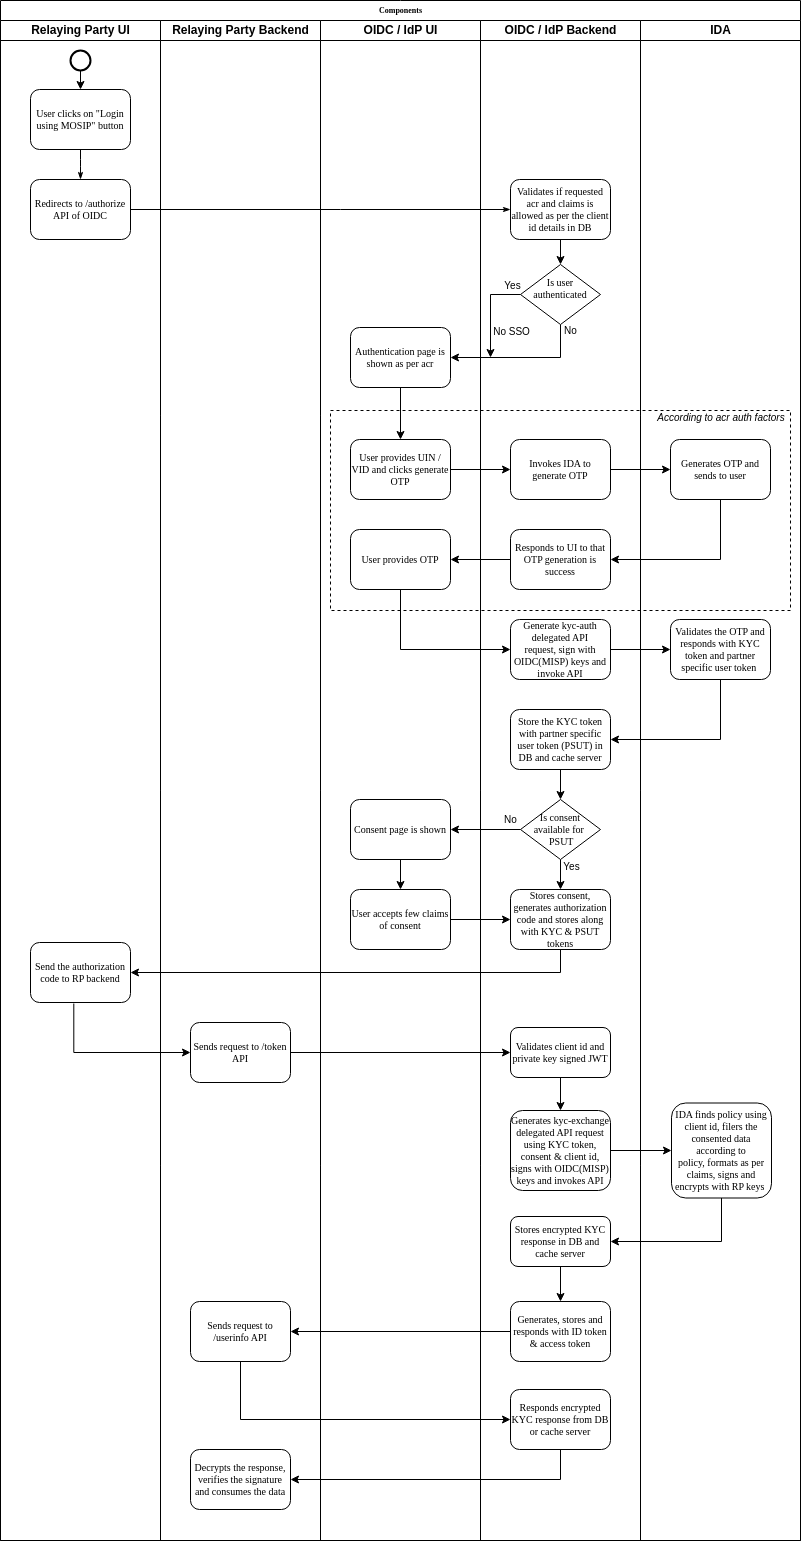 Components
Relaying Party UI
Relaying Party Backend
OIDC / IdP UI
OIDC / IdP Backend
IDA
User clicks on "Login
using MOSIP" button
Redirects to /authorize
API of OIDC
Validates if requested
acr and claims is
allowed as per the client
id details in DB
Is user
authenticated
Yes
No SSO
No
Authentication page is
shown as per acr
According to acr auth factors
User provides UIN /
VID and clicks generate
OTP
Invokes IDA to
generate OTP
Generates OTP and
sends to user
User provides OTP
Responds to UI to that
OTP generation is
success
Generate kyc-auth
delegated API
request, sign with
OIDC(MISP) keys and
invoke API
Validates the OTP and
responds with KYC
token and partner
specific user token
Store the KYC token
with partner specific
user token (PSUT) in
DB and cache server
Is consent
available for
PSUT
No
Yes
Consent page is shown
User accepts few claims
of consent
Stores consent,
generates authorization
code and stores along
with KYC & PSUT
tokens
Send the authorization
code to RP backend
Sends request to /token
API
Validates client id and
private key signed JWT
Generates kyc-exchange
delegated API request
using KYC token,
consent & client id,
signs with OIDC(MISP)
keys and invokes API
IDA finds policy using
client id, filers the
consented data
according to
policy, formats as per
claims, signs and
encrypts with RP keys
Stores encrypted KYC
response in DB and
cache server
Generates, stores and
responds with ID token
& access token
Sends request to
/userinfo API
Responds encrypted
KYC response from DB
or cache server
Decrypts the response,
verifies the signature
and consumes the data